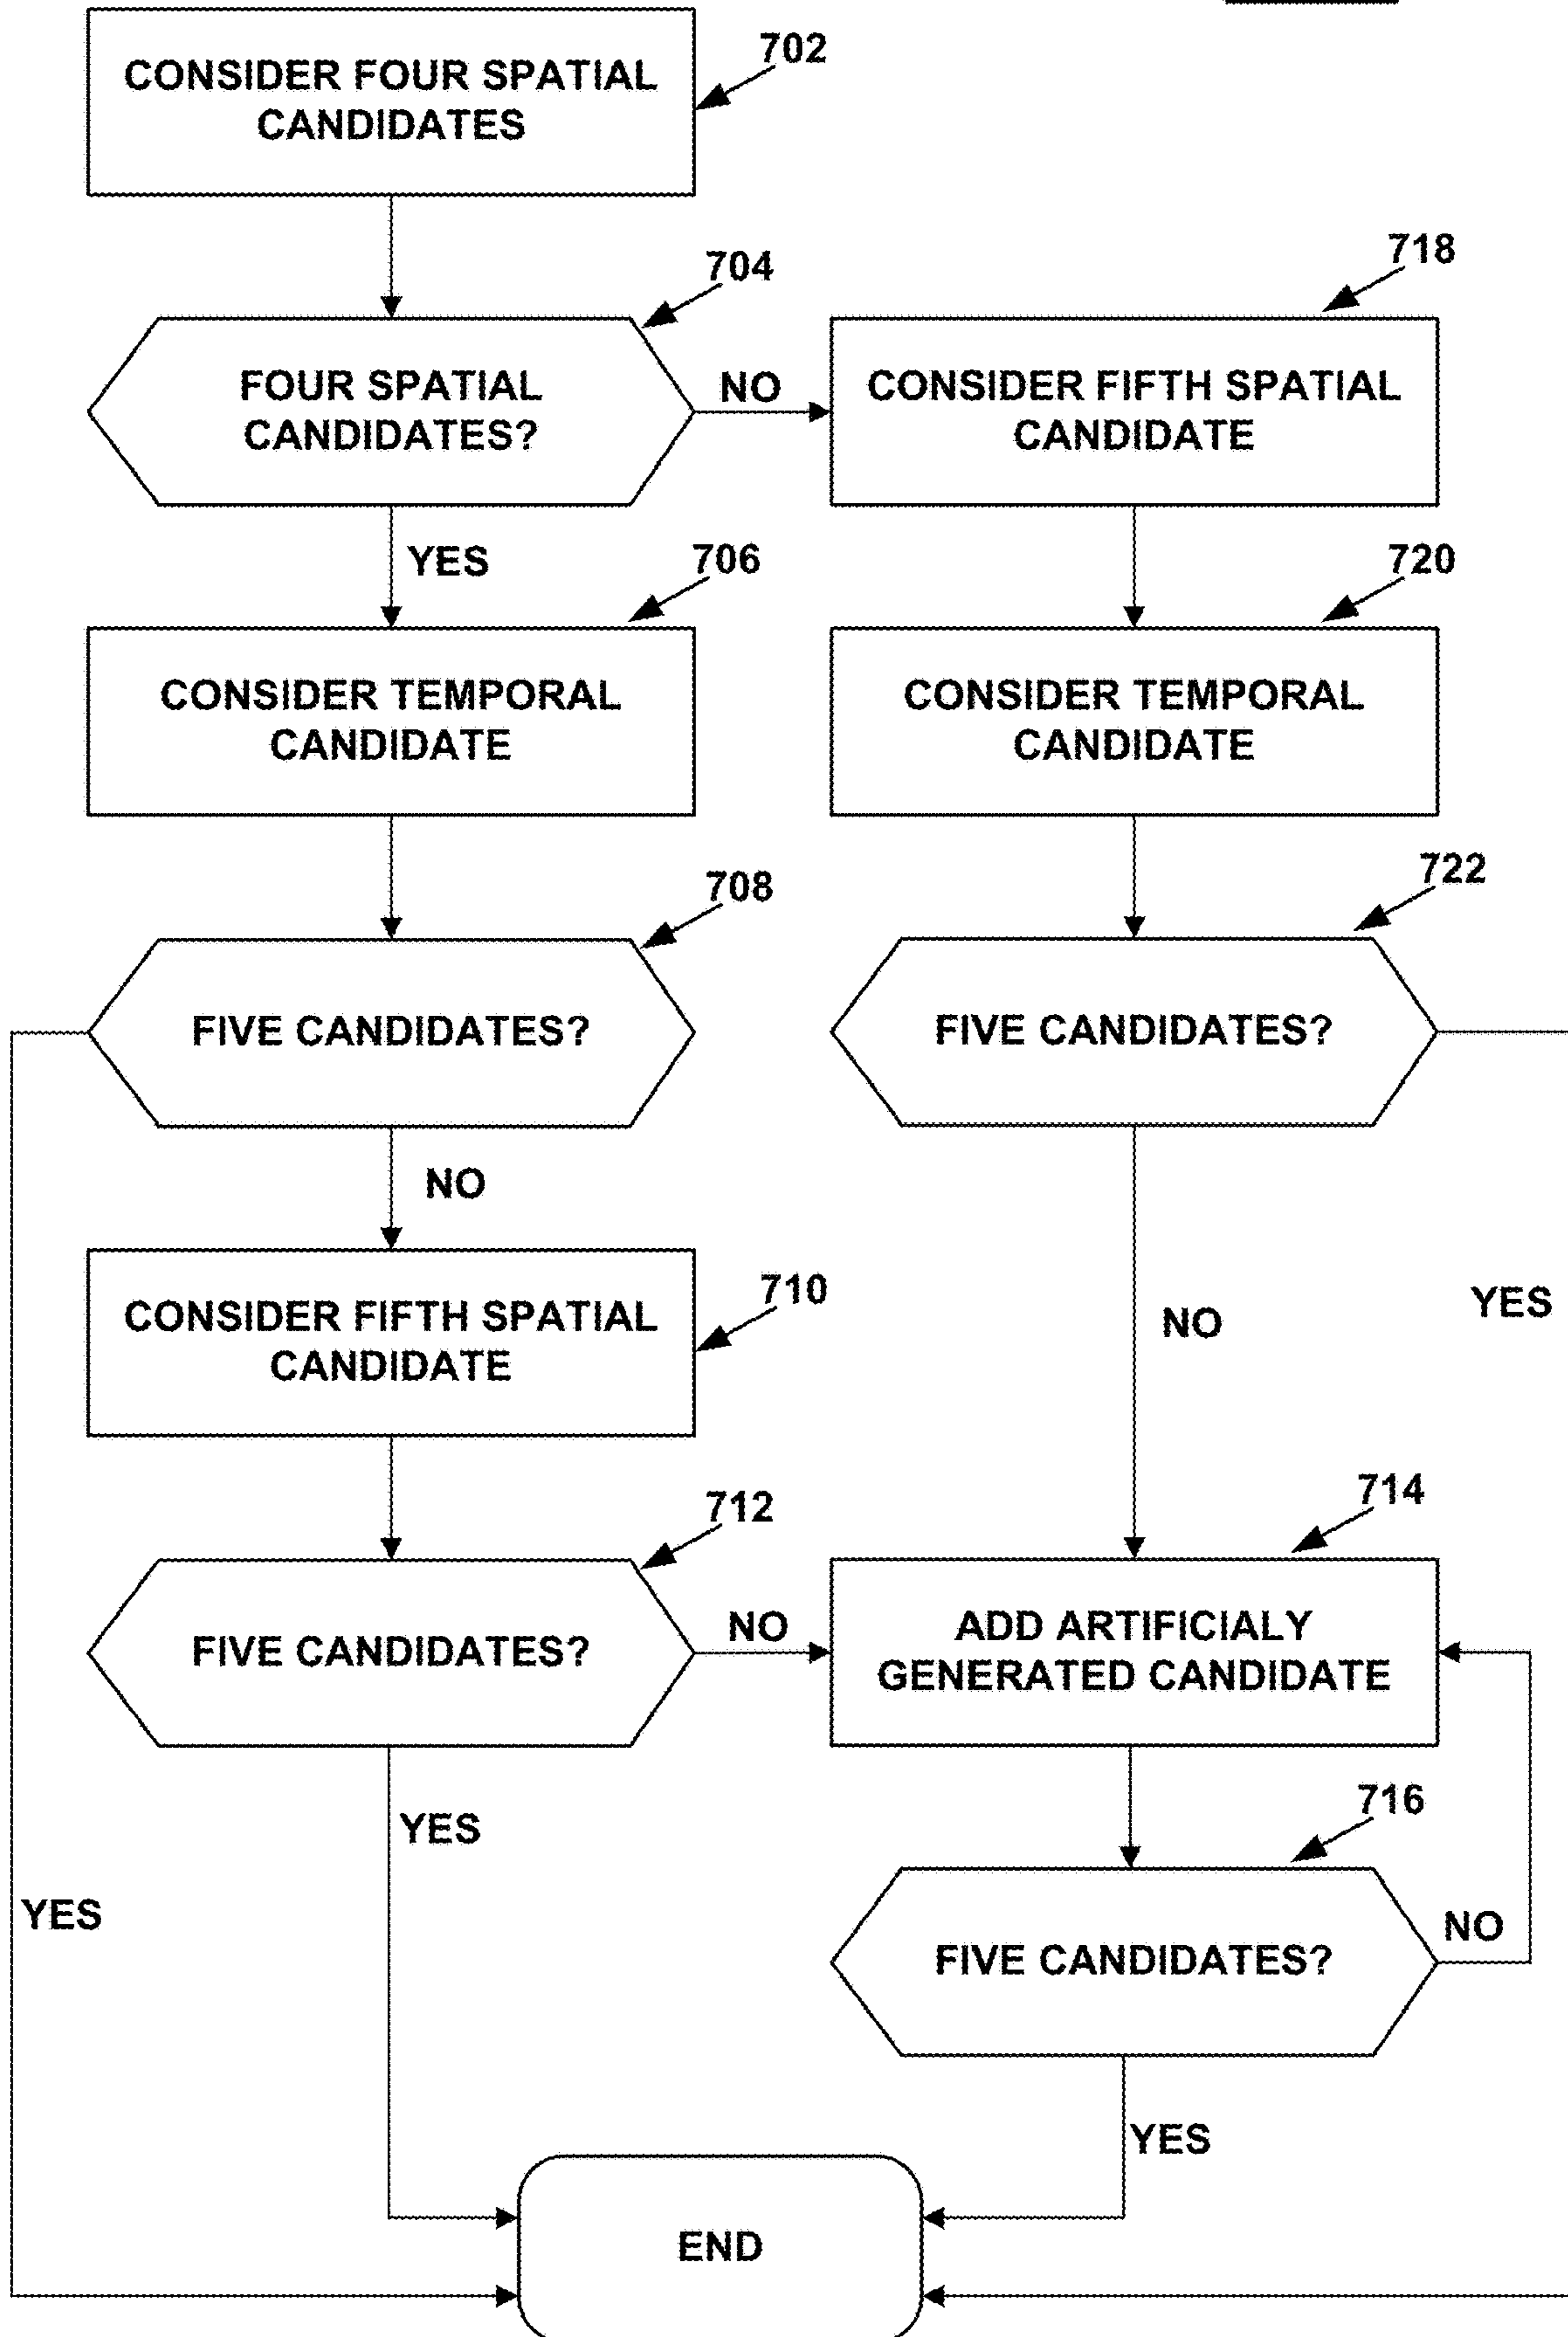 CONSIDER FOUR SPATIAL
CANDIDATES
702
704
FOUR SPATIAL
CANDIDATES?
NO
718
CONSIDER FIFTH SPATIAL
CANDIDATE
YES
706
CONSIDER TEMPORAL
CANDIDATE
720
CONSIDER TEMPORAL
CANDIDATE
708
FIVE CANDIDATES?
722
FIVE CANDIDATES?
NO
710
CONSIDER FIFTH SPATIAL
CANDIDATE
NO
YES
712
FIVE CANDIDATES?
NO
714
ADD ARTIFICIALY
GENERATED CANDIDATE
YES
716
FIVE CANDIDATES?
NO
YES
YES
END